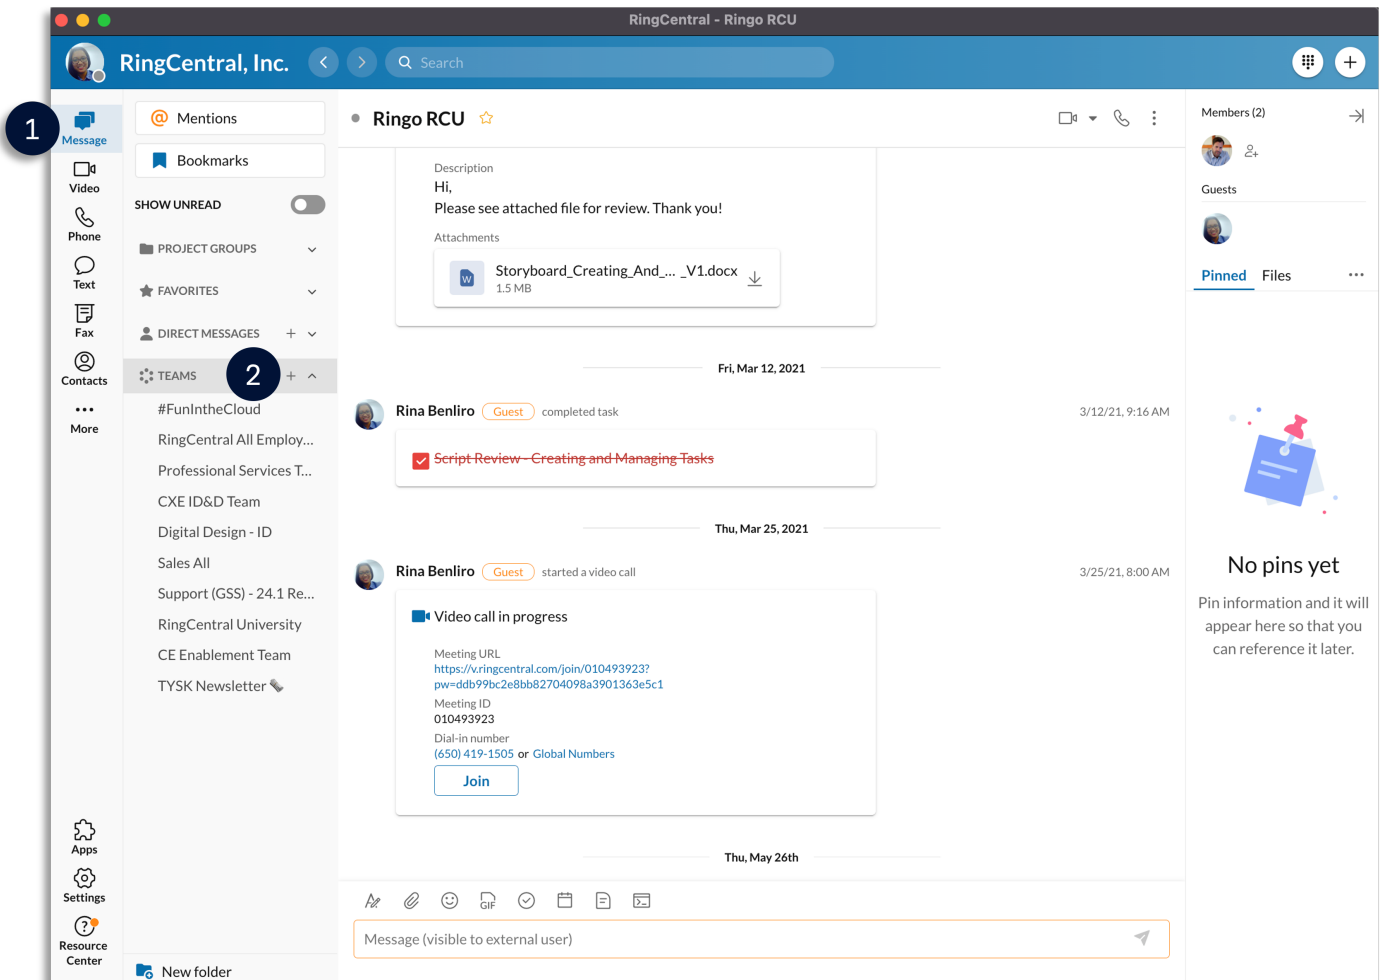 RingCentral - Ringo RCU
RingCentral, Inc.
Search
1
Message
Video
Phone
Text
Fax
Contacts
More
Apps
Settings
Resource
Center
Mentions
Bookmarks
SHOW UNREAD
PROJECT GROUPS
FAVORITES
DIRECT MESSAGES
TEAMS
2
#FunIntheCloud
RingCentral All Employ...
Professional Services T...
CXE ID&D Team
Digital Design - ID
Sales All
Support (GSS) - 24.1 Re...
RingCentral University
CE Enablement Team
TYSK Newsletter
New folder
Ringo RCU
Description
Hi,
Please see attached file for review. Thank you!
Attachments
W
Storyboard_Creating_And_... _V1.docx
1.5 MB
Fri, Mar 12, 2021
Rina Benliro Guest completed task 3/12/21, 9:16 AM
Script Review - Creating and Managing Tasks
Thu, Mar 25, 2021
Rina Benliro Guest started a video call 3/25/21, 8:00 AM
Video call in progress
Meeting URL
https://v.ringcentral.com/join/010493923?
pw=ddb99bc2e8bb82704098a3901363e5c1
Meeting ID
010493923
Dial-in number
(650) 419-1505 or Global Numbers
Join
Thu, May 26th
GIF
Message (visible to external user)
Members (2)
Guests
Pinned Files
No pins yet
Pin information and it will
appear here so that you
can reference it later.